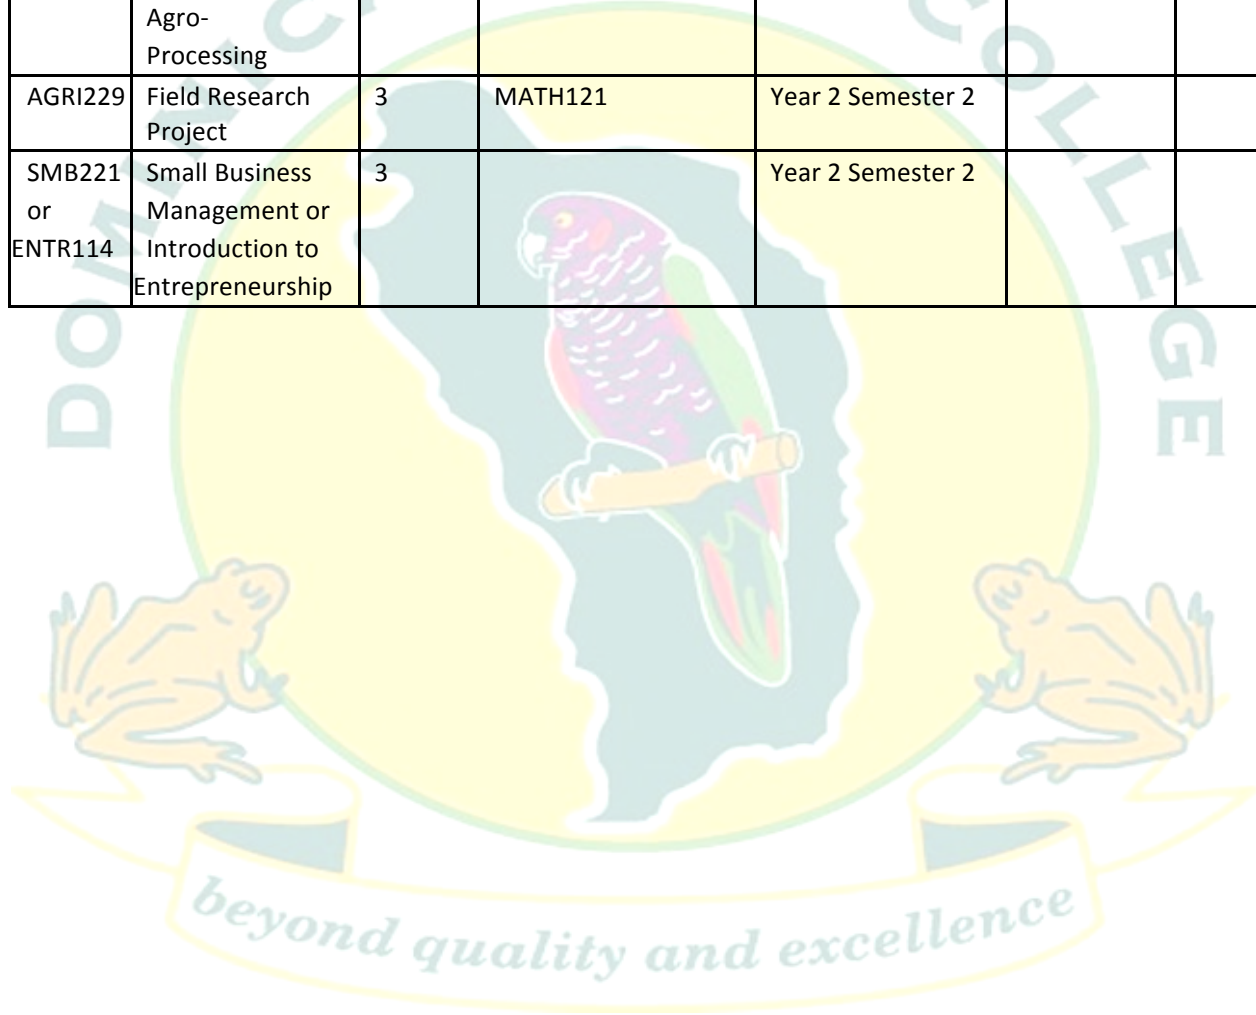 Agro-
Processing
AGRI229 Field Research 3 MATH121 Year 2 Semester 2
Project
SMB221 Small Business 3 Year 2 Semester 2
or Management or
ENTR114 Introduction to
Entrepreneurship
COLLEGE
beyond quality and excellence